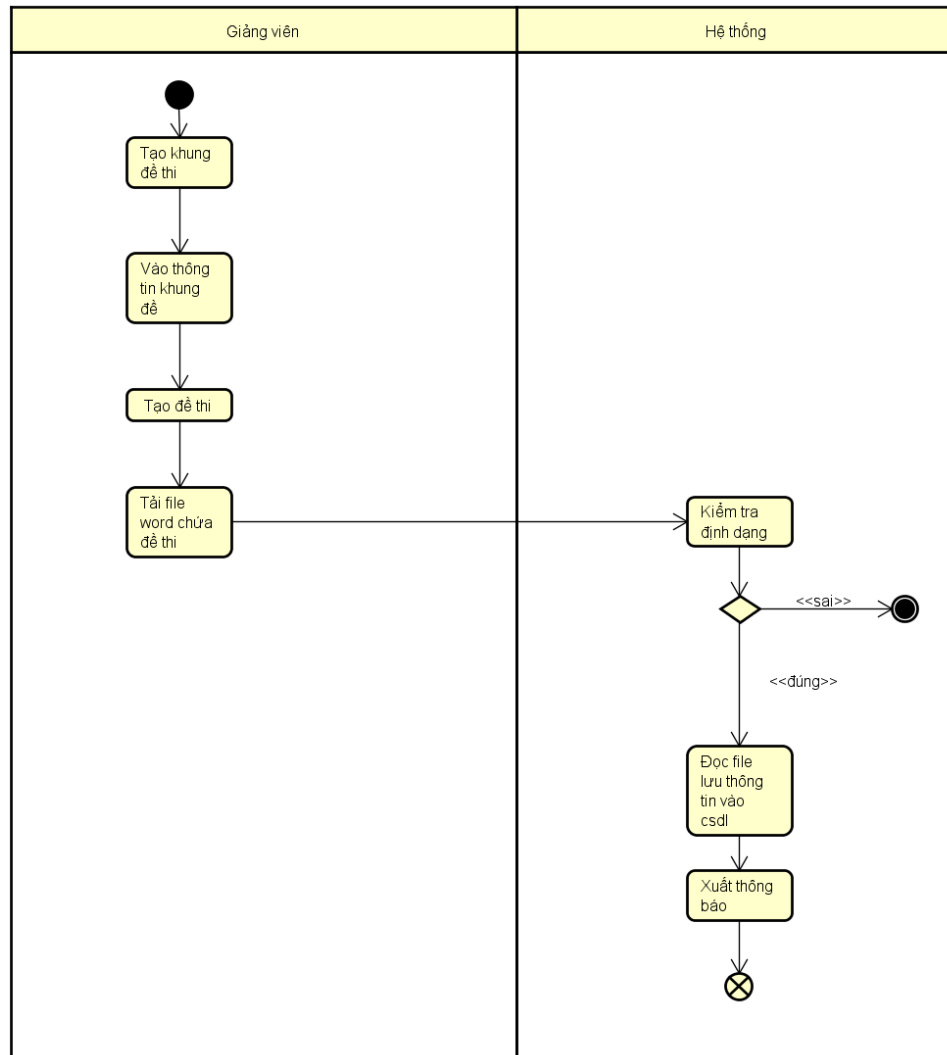 Giảng viên
Hệ thống
Tạo khung
đề thi
Vào thông
tin khung
đề
Tạo đề thi
Tải file
word chứa
đề thi
Kiểm tra
định dạng
<<sai>>
<<đúng>>
Đọc file
lưu thông
tin vào
csdl
Xuất thông
báo